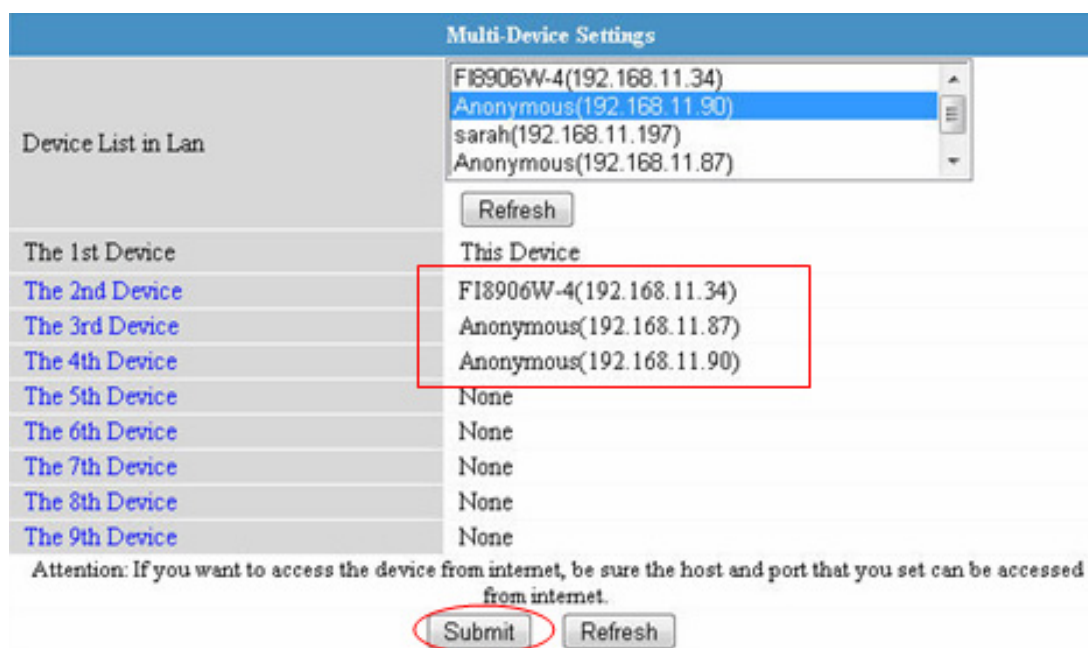 Multi-Device Settings
Device List in Lan
FI8906W-4(192.168.11.34)
Anonymous(192.168.11.90)
sarah(192.168.11.197)
Anonymous(192.168.11.87)
Refresh
The 1st Device This Device
The 2nd Device FI8906W-4(192.168.11.34)
The 3rd Device Anonymous(192.168.11.87)
The 4th Device Anonymous(192.168.11.90)
The 5th Device None
The 6th Device None
The 7th Device None
The 8th Device None
The 9th Device None
Attention: If you want to access the device from internet, be sure the host and port that you set can be accessed
from internet.
Submit Refresh